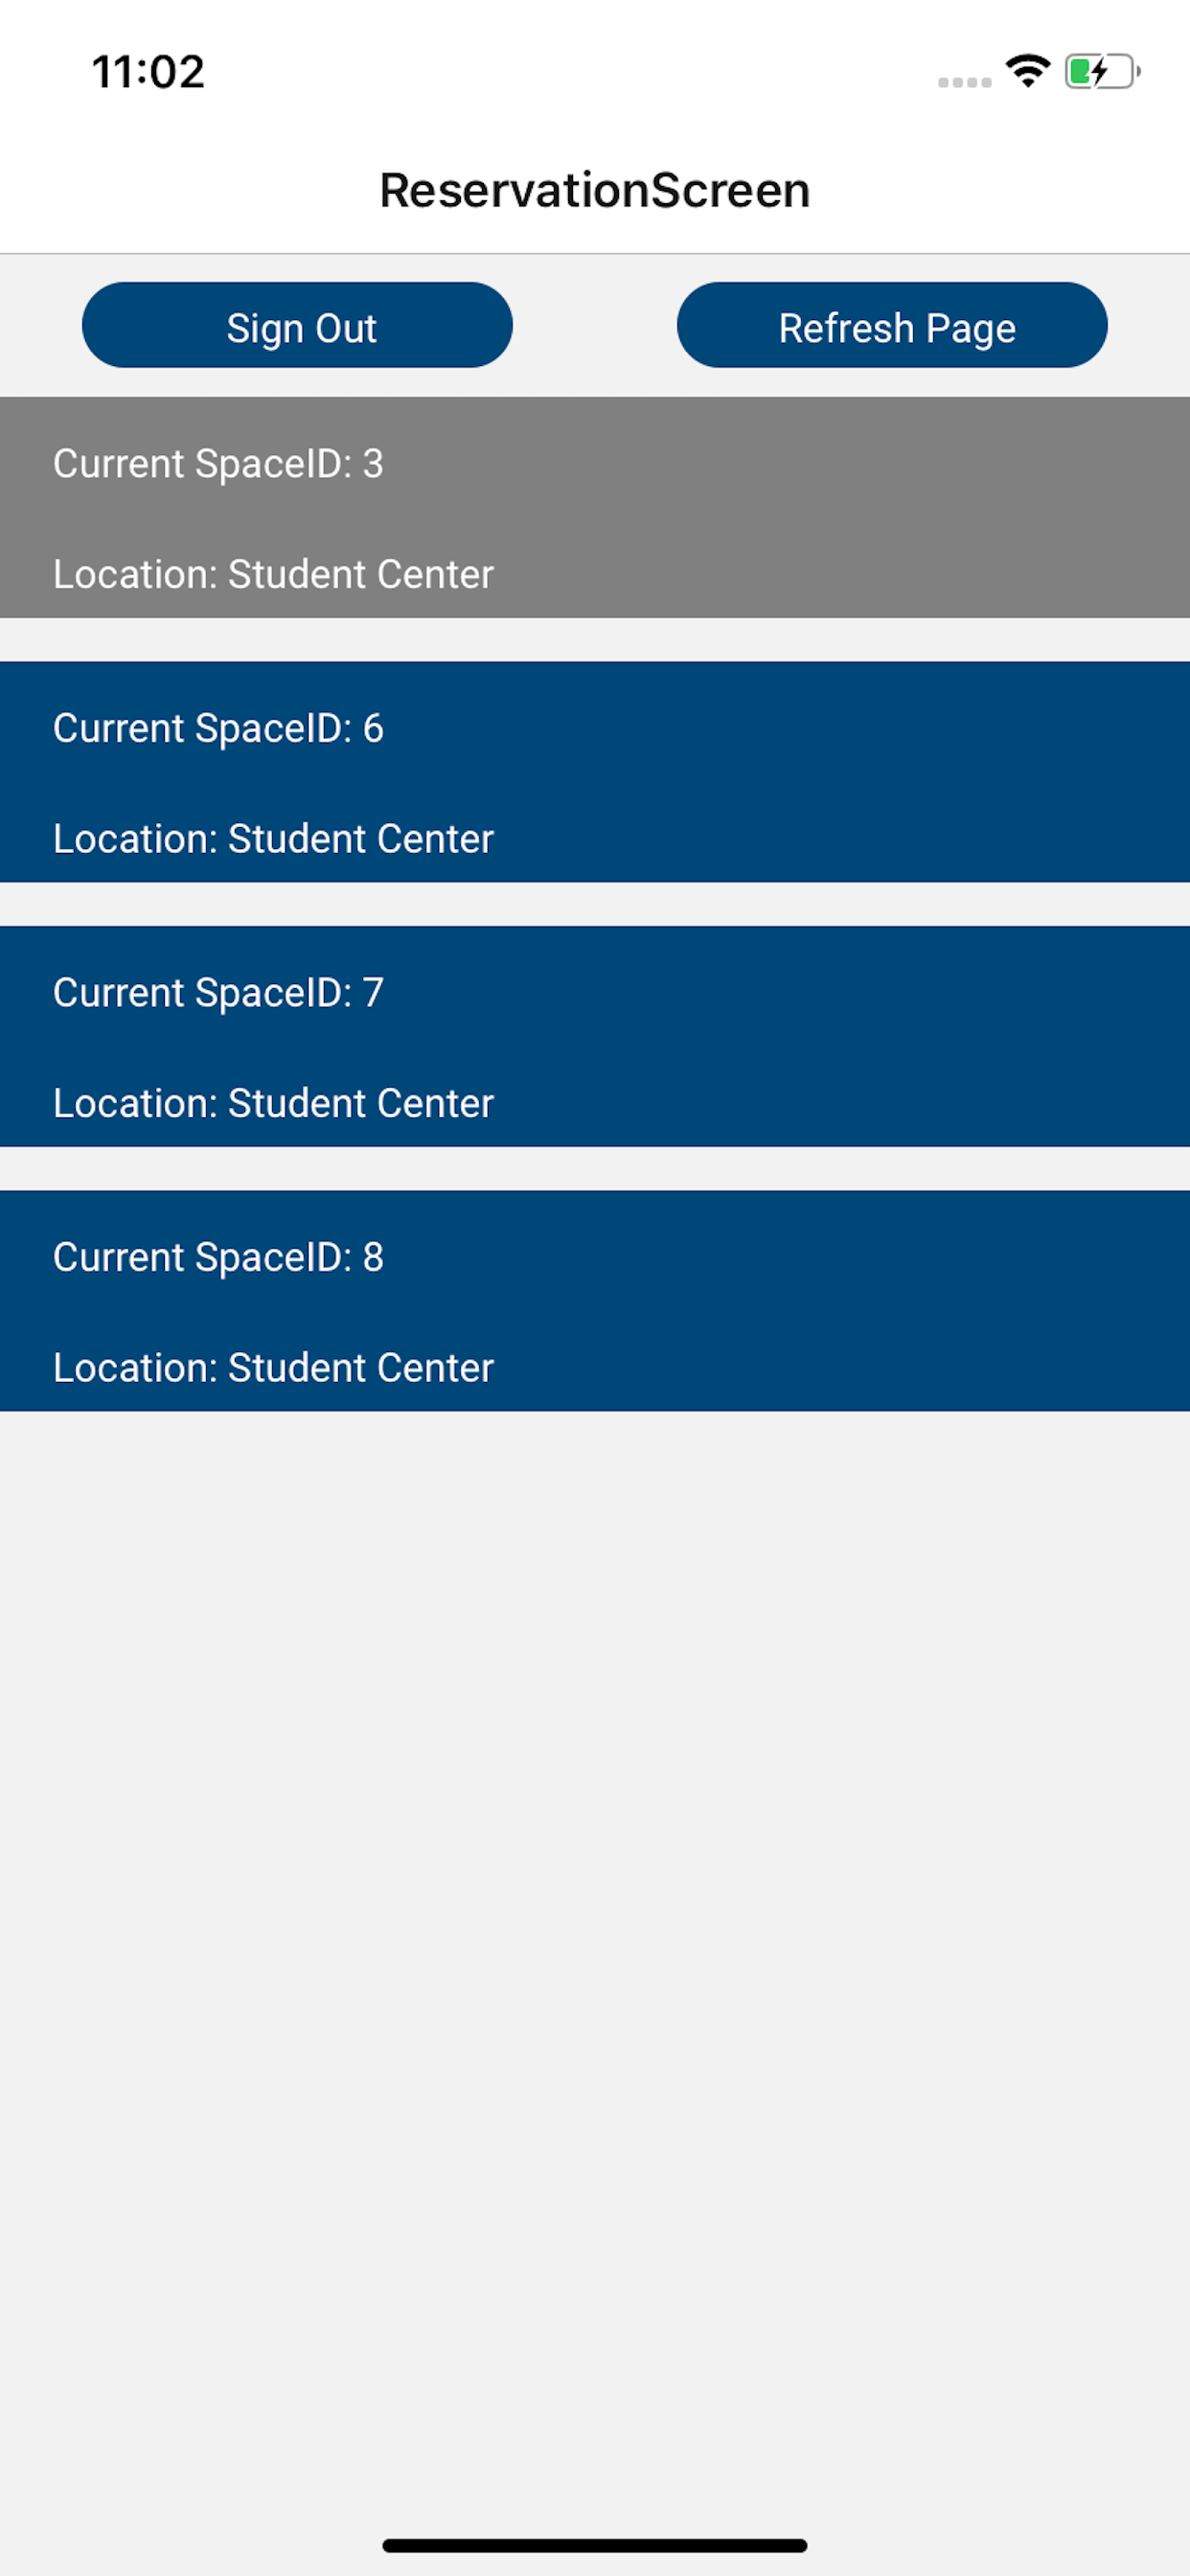 11:02
ReservationScreen
Sign Out
Refresh Page
Current SpaceID: 3
Location: Student Center
Current SpaceID: 6
Location: Student Center
Current SpaceID: 7
Location: Student Center
Current SpaceID: 8
Location: Student Center